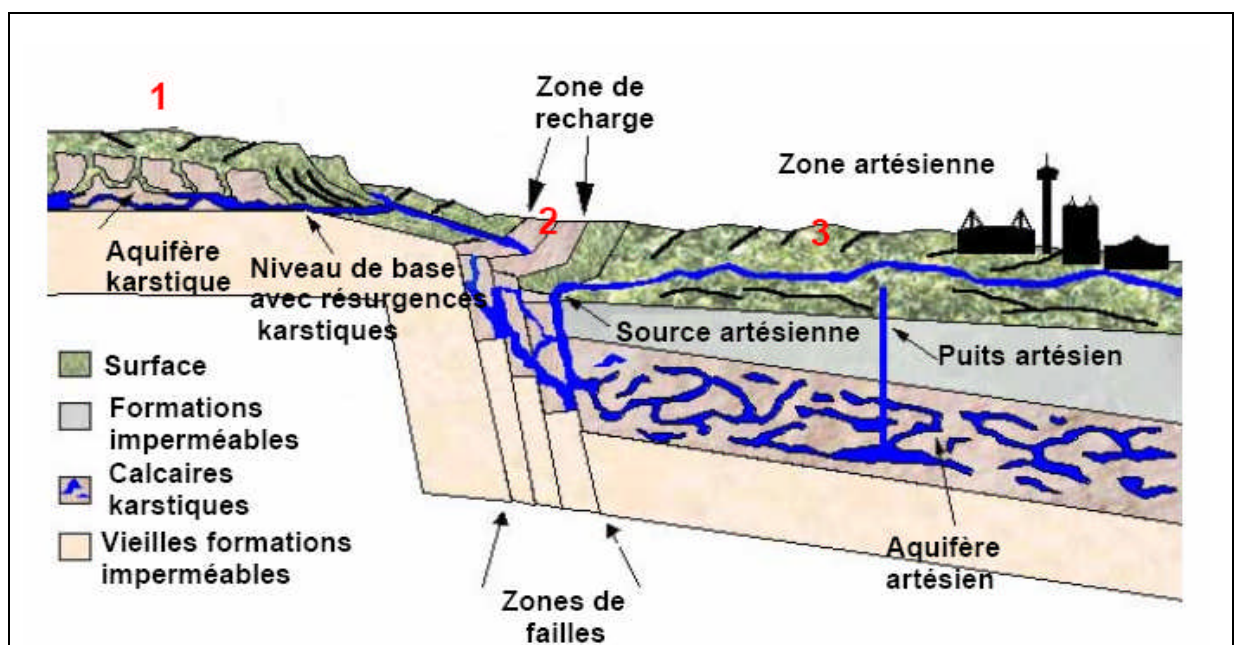 1
Zone de
recharge
Zone artésienne
2
3
Aquifère
karstique
Niveau de base
avec résurgences
karstiques
Source artésienne
Puits artésien
Surface
Formations
imperméables
Calcaires
karstiques
Vieilles formations
imperméables
Aquifère
artésien
Zones de
failles